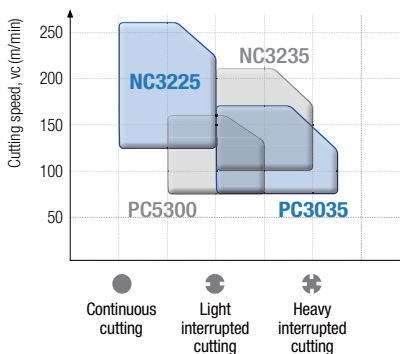 Cutting speed, vc (m/min)
250
200
150
100
50
NC3225
NC3235
PC5300
PC3035
Continuous
cutting
Light
interrupted
cutting
Heavy
interrupted
cutting